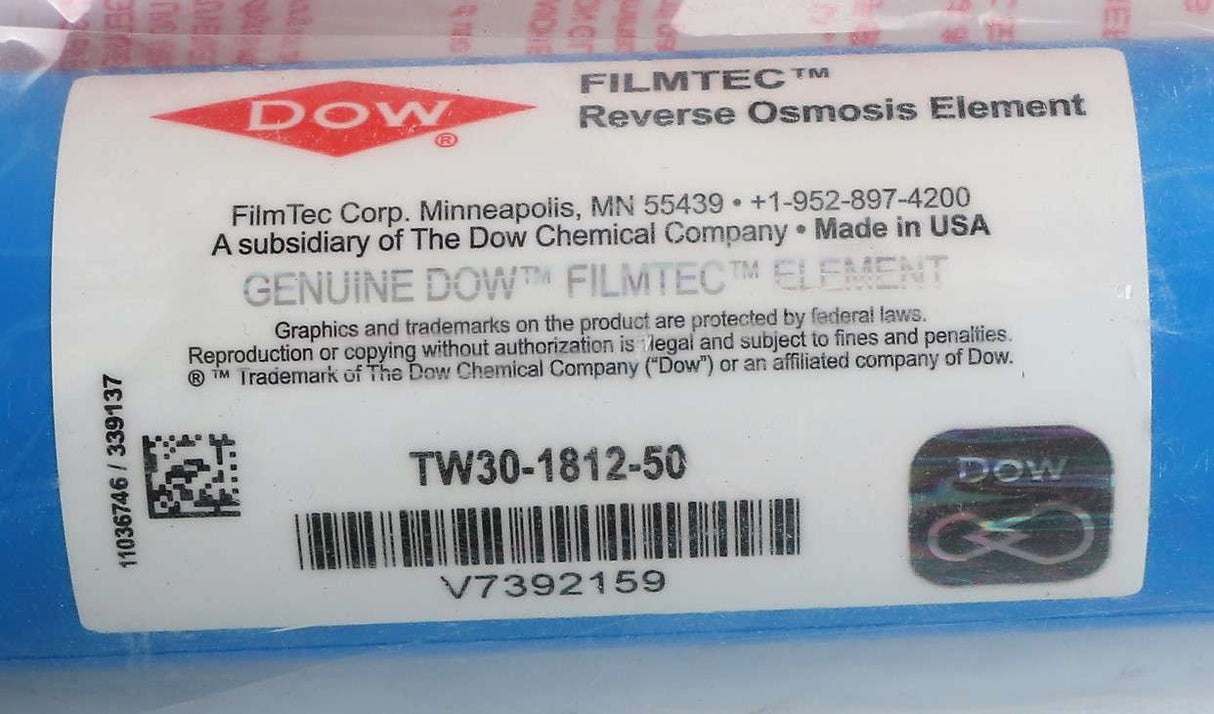 DOW®
FILMTEC™
Reverse Osmosis Element
FilmTec Corp. Minneapolis, MN 55439 • +1-952-897-4200
A subsidiary of The Dow Chemical Company • Made in USA
GENUINE DOW™ FILMTEC™ ELEMENT
Graphics and trademarks on the product are protected by federal laws.
Reproduction or copying without authorization is illegal and subject to fines and penalties.
® ™ Trademark of The Dow Chemical Company ("Dow") or an affiliated company of Dow.
11036746 / 339137
TW30-1812-50
V7392159
DOW